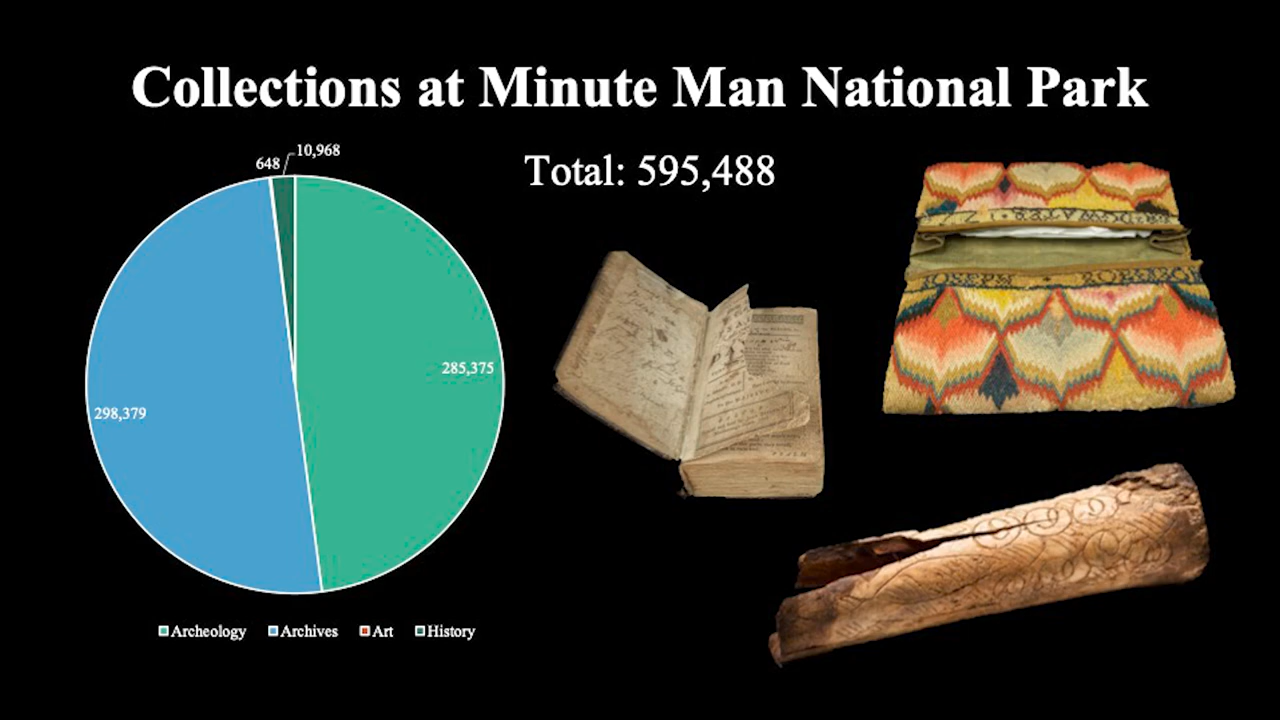 Collections at Minute Man National Park
Total: 595,488
648
10,968
285,375
298,379
Archeology
Archives
Art
History